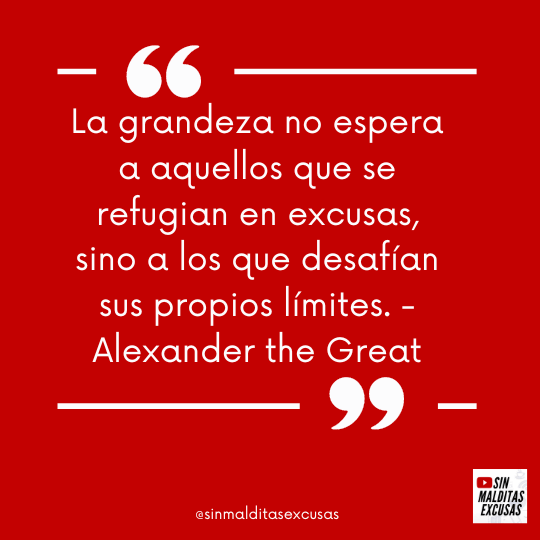 La grandeza no espera
a aquellos que se
refugian en excusas,
sino a los que desafían
sus propios límites. -
Alexander the Great
SIN
MALDITAS
EXCUSAS
@sinmalditasexcusas